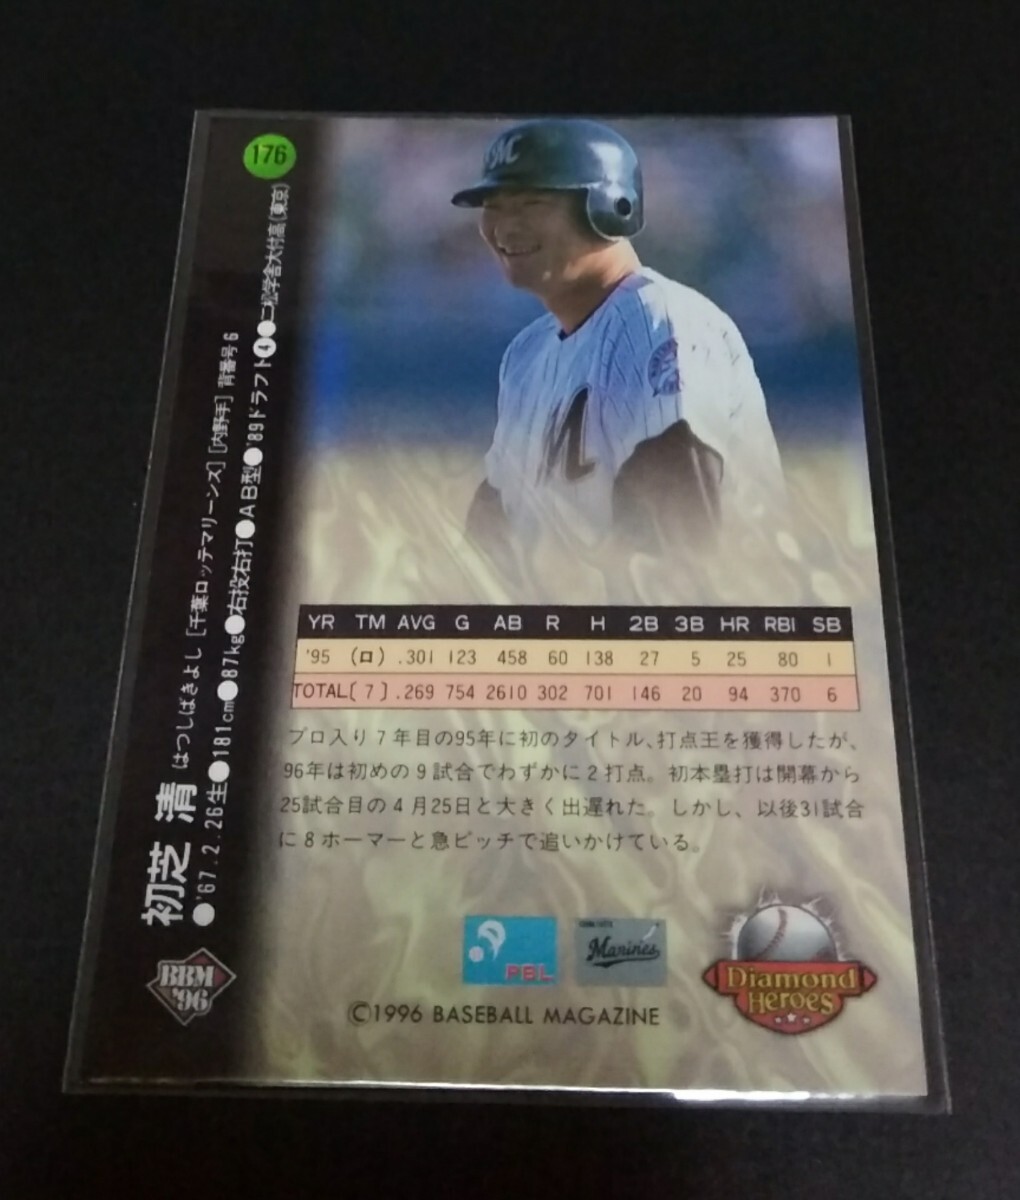 176
初芝 清 はつしばきよし [千葉ロッテマリーンズ] [内野手] 背番号 6
●'67.2.26生●181cm●87kg●右投右打●AB型●'89ドラフト❹●二松学舎大付高(東京)
M
YR TM AVG G AB R H 2B 3B HR RBI SB
'95 (ロ) .301 123 458 60 138 27 5 25 80 1
TOTAL[7] .269 754 2610 302 701 146 20 94 370 6
プロ入り7年目の95年に初のタイトル、打点王を獲得したが、
96年は初めの9試合でわずかに2打点。初本塁打は開幕から
25試合目の4月25日と大きく出遅れた。しかし、以後31試合
に8ホーマーと急ピッチで追いかけている。
BBM
'96
PBL
Marines
Diamond
Heroes
©1996 BASEBALL MAGAZINE